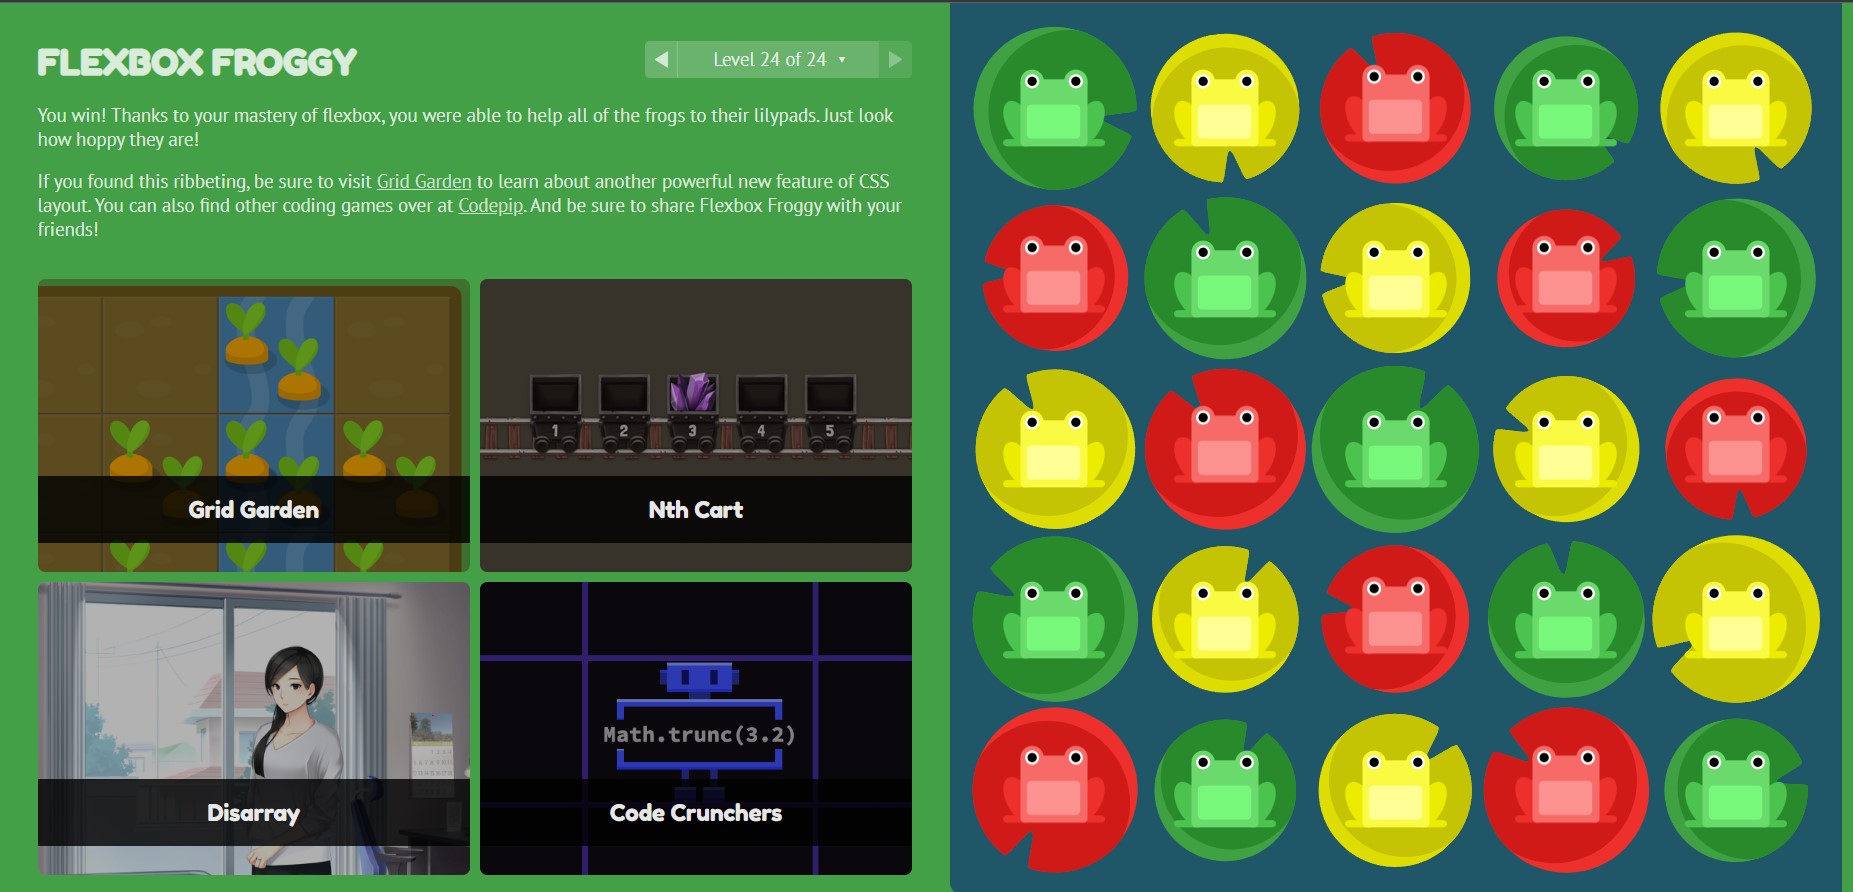 FLEXBOX FROGGY
Level 24 of 24
You win! Thanks to your mastery of flexbox, you were able to help all of the frogs to their lilypads. Just look
how hoppy they are!
If you found this ribbeting, be sure to visit Grid Garden to learn about another powerful new feature of CSS
layout. You can also find other coding games over at Codepip. And be sure to share Flexbox Froggy with your
friends!
Grid Garden
1 2 3 4 5
Nth Cart
Disarray
Math.trunc(3.2)
Code Crunchers